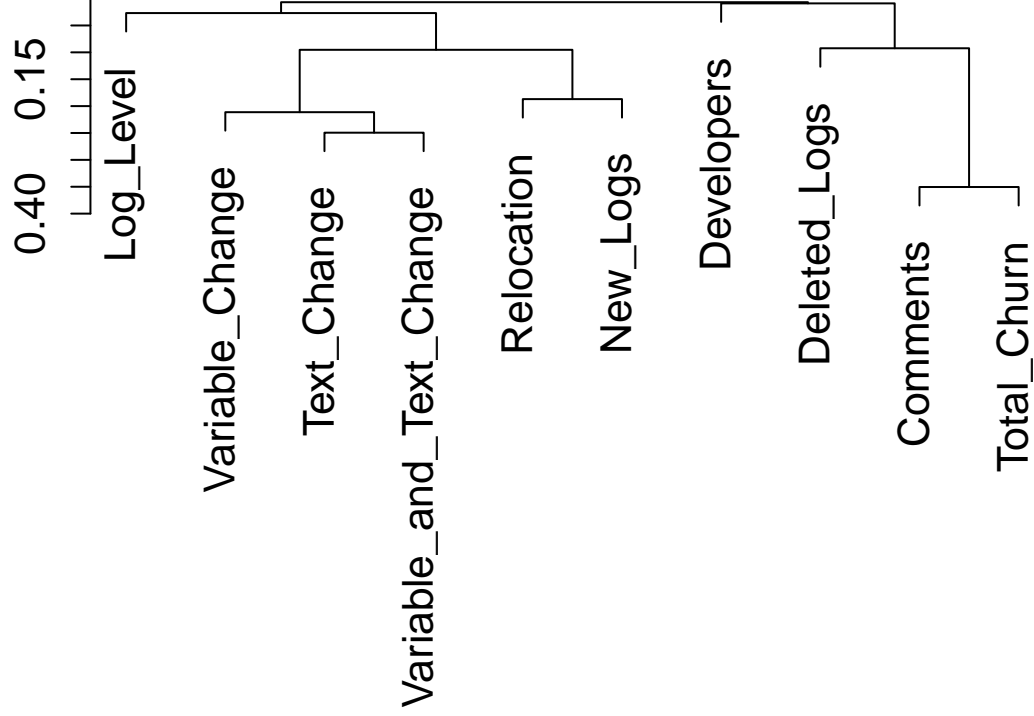 0.15
0.40
Log_Level
Variable_Change
Text_Change
Variable_and_Text_Change
Relocation
New_Logs
Developers
Deleted_Logs
Comments
Total_Churn